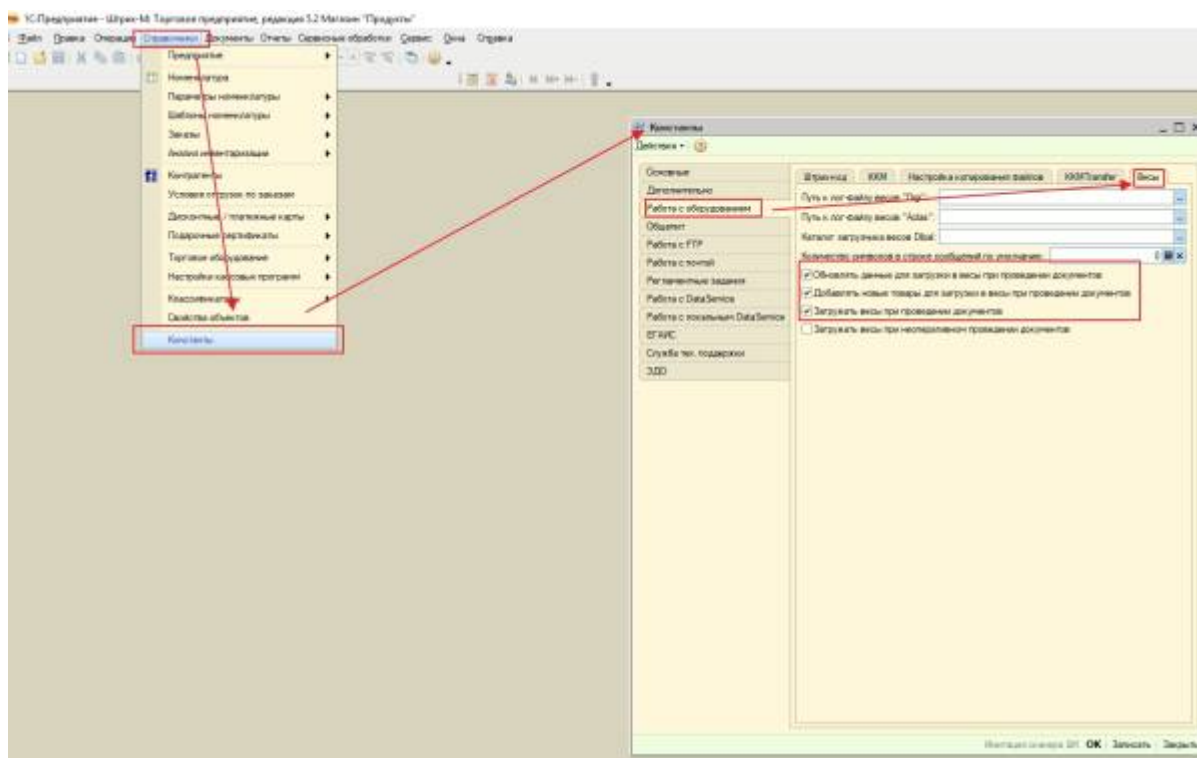 1С:Предприятие - Штрих-М: Торговое предприятие, редакция 5.2 Магазин "Продукты"
Файл Правка Операции Справочники Документы Отчеты Сервисные обработки Сервис Окна Справка
Предприятие
Номенклатура
Параметры номенклатуры
Шаблоны номенклатуры
Заказы
Анализ инвентаризации
Контрагенты
Условия отгрузок по заказам
Дисконтные / платежные карты
Подарочные сертификаты
Торговое оборудование
Настройки кассовых программ
Классификаторы
Свойства объектов
Константы
Константы
Действия
Основные
Дополнительно
Работа с оборудованием
Общепит
Работа с FTP
Работа с почтой
Регламентные задания
Работа с DataService
Работа с локальным DataService
ЕГАИС
Служба тех. поддержки
ЭДО
Штрихкод ККМ Настройка копирования файлов ККМTransfer Весы
Путь к лог-файлу весов "Digi":
Путь к лог-файлу весов "Aclas":
Каталог загрузчика весов Dibal:
Количество символов в строке сообщений по умолчанию: 0
Обновлять данные для загрузки в весы при проведении документов
Добавлять новые товары для загрузки в весы при проведении документов
Загружать весы при проведении документов
Загружать весы при неоперативном проведении документов
Имитация сканера ШК OK Записать Закрыть